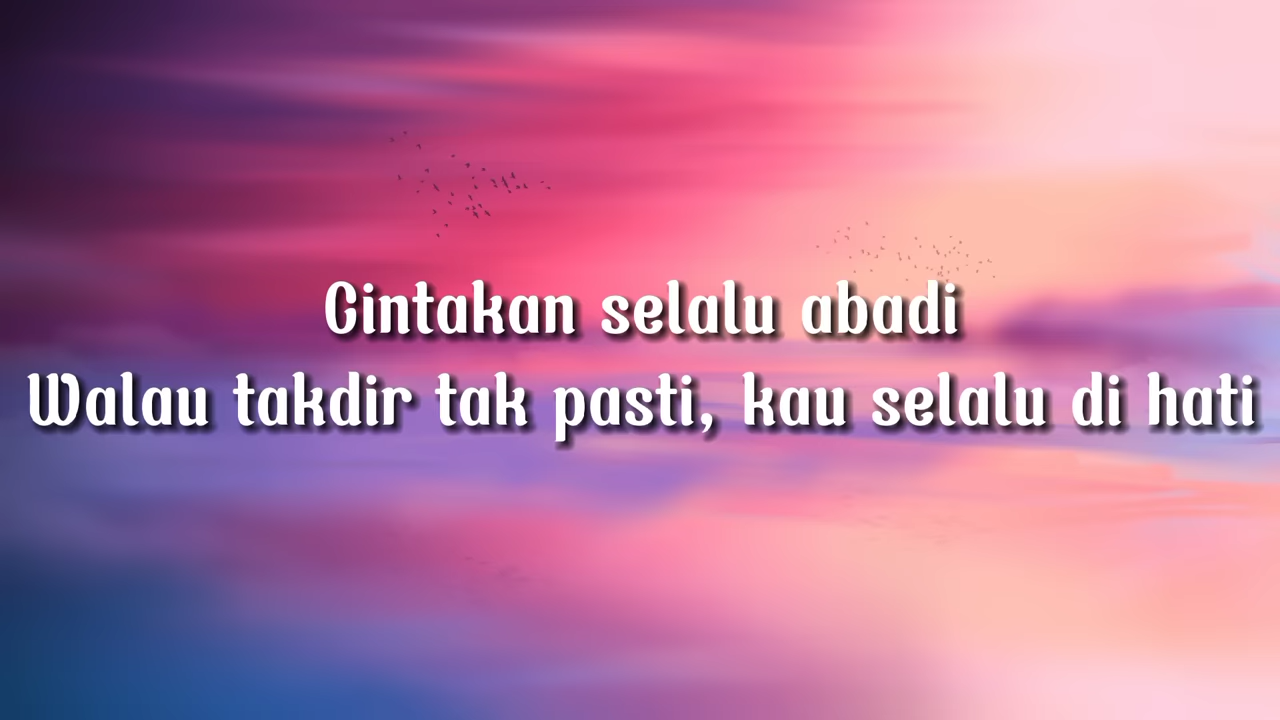 Cintakan selalu abadi
Walau takdir tak pasti, kau selalu di hati